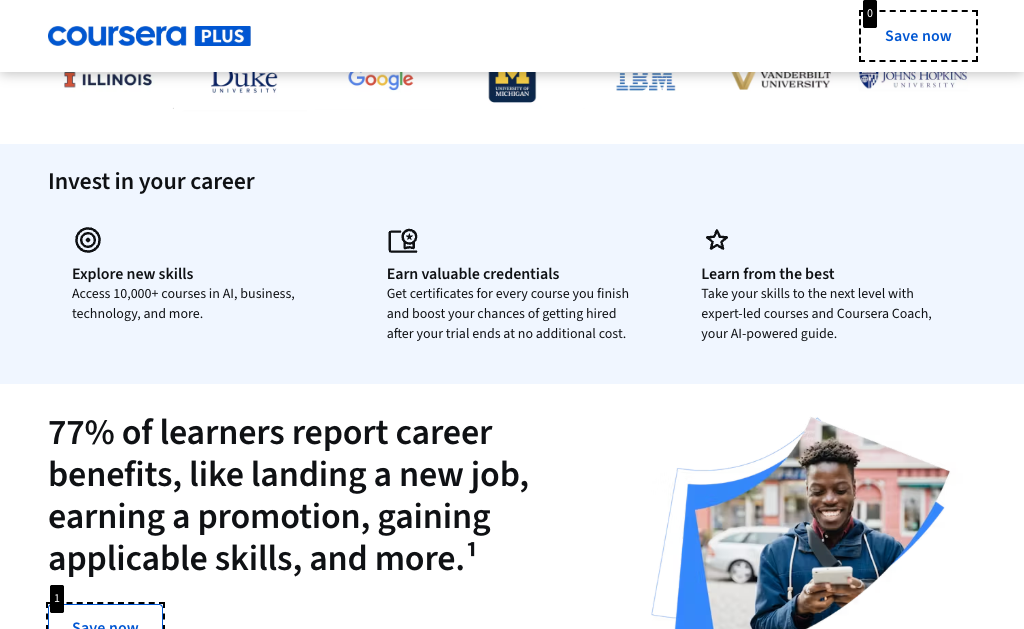 coursera PLUS
Save now
ILLINOIS
Duke
UNIVERSITY
Google
M
UNIVERSITY OF
MICHIGAN
IBM
VANDERBILT
UNIVERSITY
JOHNS HOPKINS
UNIVERSITY
0
Invest in your career
Explore new skills
Access 10,000+ courses in AI, business,
technology, and more.
Earn valuable credentials
Get certificates for every course you finish
and boost your chances of getting hired
after your trial ends at no additional cost.
Learn from the best
Take your skills to the next level with
expert-led courses and Coursera Coach,
your AI-powered guide.
77% of learners report career
benefits, like landing a new job,
earning a promotion, gaining
applicable skills, and more.¹
1
Save now